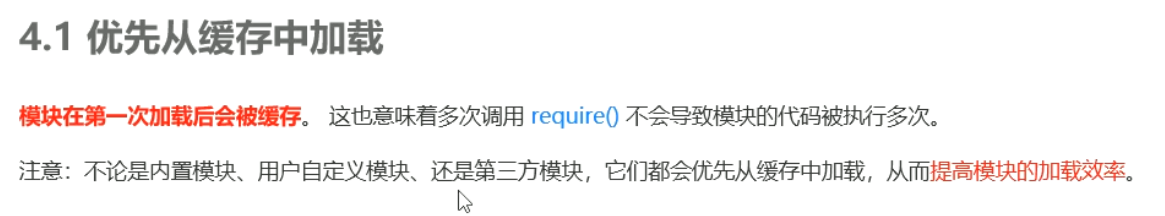 4.1 优先从缓存中加载
模块在第一次加载后会被缓存。 这也意味着多次调用 require() 不会导致模块的代码被执行多次。
注意：不论是内置模块、用户自定义模块、还是第三方模块，它们都会优先从缓存中加载，从而提高模块的加载效率。